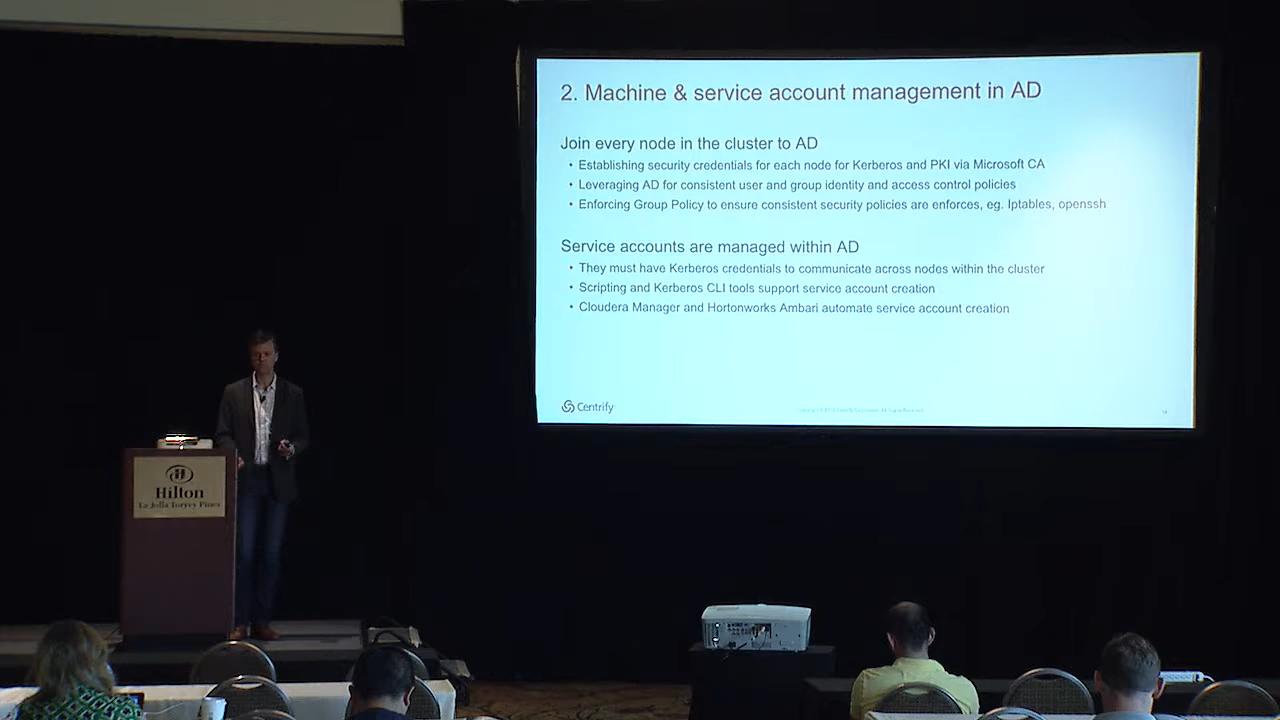 2. Machine & service account management in AD
Join every node in the cluster to AD
• Establishing security credentials for each node for Kerberos and PKI via Microsoft CA
• Leveraging AD for consistent user and group identity and access control policies
• Enforcing Group Policy to ensure consistent security policies are enforces, eg. Iptables, openssh
Service accounts are managed within AD
• They must have Kerberos credentials to communicate across nodes within the cluster
• Scripting and Kerberos CLI tools support service account creation
• Cloudera Manager and Hortonworks Ambari automate service account creation
Centrify
Hilton
La Jolla Torrey Pines